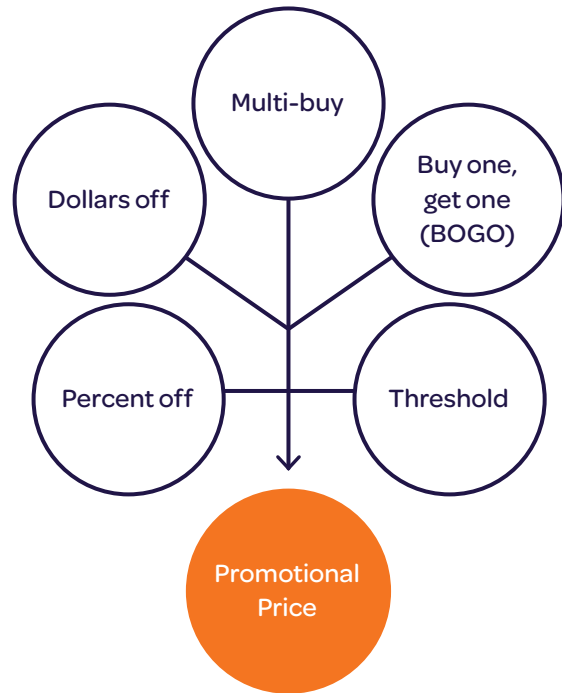 Multi-buy
Dollars off
Buy one,
get one
(BOGO)
Percent off
Threshold
Promotional
Price